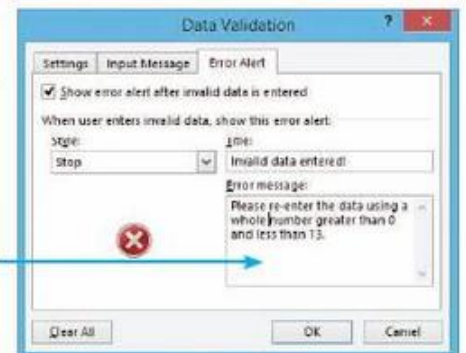 Data Validation
?
Settings Input Message Error Alert
Show error alert after invalid data is entered
When user enters invalid data, show this error alert:
Style: Title:
Stop Invalid data entered!
Error message:
Please re-enter the data using a
whole number greater than 0
and less than 13.
Clear All OK Cancel